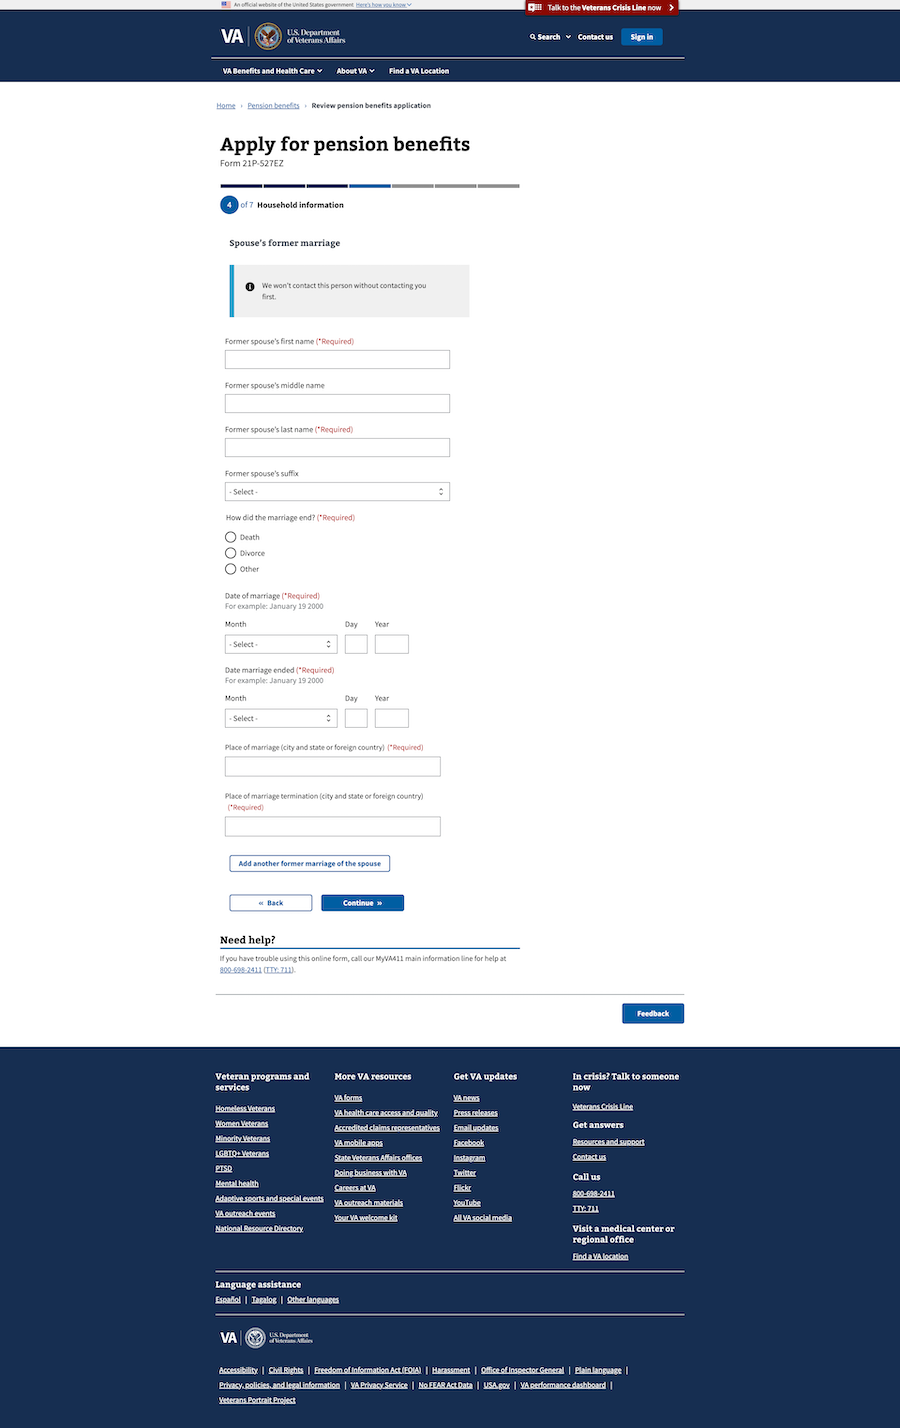 An official website of the United States government Here's how you know
Talk to the Veterans Crisis Line now
VA
U.S. Department
of Veterans Affairs
Search
Contact us
Sign in
VA Benefits and Health Care
About VA
Find a VA Location
Home › Pension benefits › Review pension benefits application
Apply for pension benefits
Form 21P-527EZ
4 of 7 Household information
Spouse's former marriage
We won't contact this person without contacting you
first.
Former spouse's first name (*Required)
Former spouse's middle name
Former spouse's last name (*Required)
Former spouse's suffix
- Select -
How did the marriage end? (*Required)
Death
Divorce
Other
Date of marriage (*Required)
For example: January 19 2000
Month Day Year
- Select -
Date marriage ended (*Required)
For example: January 19 2000
Month Day Year
- Select -
Place of marriage (city and state or foreign country) (*Required)
Place of marriage termination (city and state or foreign country)
(*Required)
Add another former marriage of the spouse
« Back
Continue »
Need help?
If you have trouble using this online form, call our MyVA411 main information line for help at
800-698-2411 (TTY: 711).
Feedback
Veteran programs and
services
Homeless Veterans
Women Veterans
Minority Veterans
LGBTQ+ Veterans
PTSD
Mental health
Adaptive sports and special events
VA outreach events
National Resource Directory
More VA resources
VA forms
VA health care access and quality
Accredited claims representatives
VA mobile apps
State Veterans Affairs offices
Doing business with VA
Careers at VA
VA outreach materials
Your VA welcome kit
Get VA updates
VA news
Press releases
Email updates
Facebook
Instagram
Twitter
Flickr
YouTube
All VA social media
In crisis? Talk to someone
now
Veterans Crisis Line
Get answers
Resources and support
Contact us
Call us
800-698-2411
TTY: 711
Visit a medical center or
regional office
Find a VA location
Language assistance
Español | Tagalog | Other languages
VA
U.S. Department
of Veterans Affairs
Accessibility | Civil Rights | Freedom of Information Act (FOIA) | Harassment | Office of Inspector General | Plain language |
Privacy, policies, and legal information | VA Privacy Service | No FEAR Act Data | USA.gov | VA performance dashboard |
Veterans Portrait Project